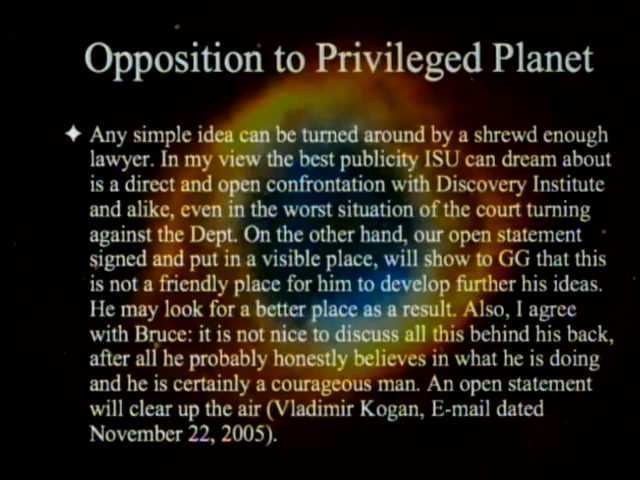 Opposition to Privileged Planet
Any simple idea can be turned around by a shrewd enough
lawyer. In my view the best publicity ISU can dream about
is a direct and open confrontation with Discovery Institute
and alike, even in the worst situation of the court turning
against the Dept. On the other hand, our open statement
signed and put in a visible place, will show to GG that this
is not a friendly place for him to develop further his ideas.
He may look for a better place as a result. Also, I agree
with Bruce: it is not nice to discuss all this behind his back,
after all he probably honestly believes in what he is doing
and he is certainly a courageous man. An open statement
will clear up the air (Vladimir Kogan, E-mail dated
November 22, 2005).